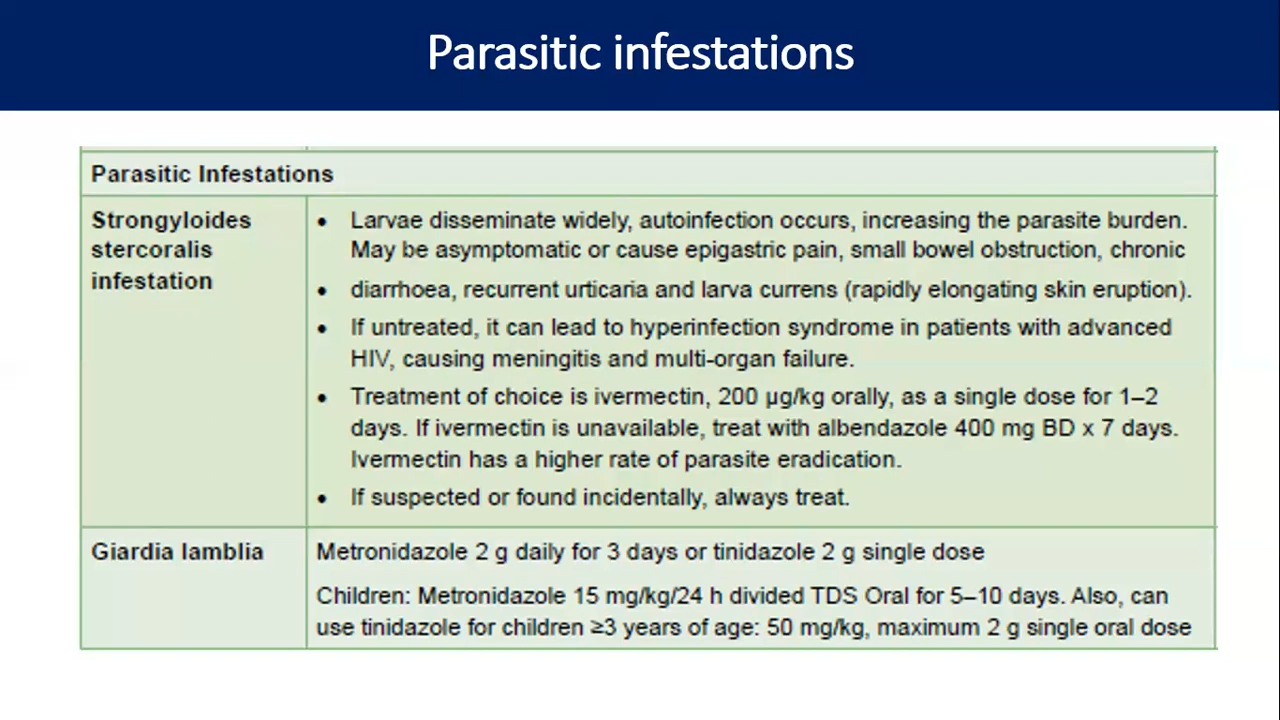 Parasitic infestations
Parasitic Infestations
Strongyloides
stercoralis
infestation
• Larvae disseminate widely, autoinfection occurs, increasing the parasite burden.
May be asymptomatic or cause epigastric pain, small bowel obstruction, chronic
• diarrhoea, recurrent urticaria and larva currens (rapidly elongating skin eruption).
• If untreated, it can lead to hyperinfection syndrome in patients with advanced
HIV, causing meningitis and multi-organ failure.
• Treatment of choice is ivermectin, 200 µg/kg orally, as a single dose for 1–2
days. If ivermectin is unavailable, treat with albendazole 400 mg BD x 7 days.
Ivermectin has a higher rate of parasite eradication.
• If suspected or found incidentally, always treat.
Giardia lamblia
Metronidazole 2 g daily for 3 days or tinidazole 2 g single dose
Children: Metronidazole 15 mg/kg/24 h divided TDS Oral for 5–10 days. Also, can
use tinidazole for children ≥3 years of age: 50 mg/kg, maximum 2 g single oral dose